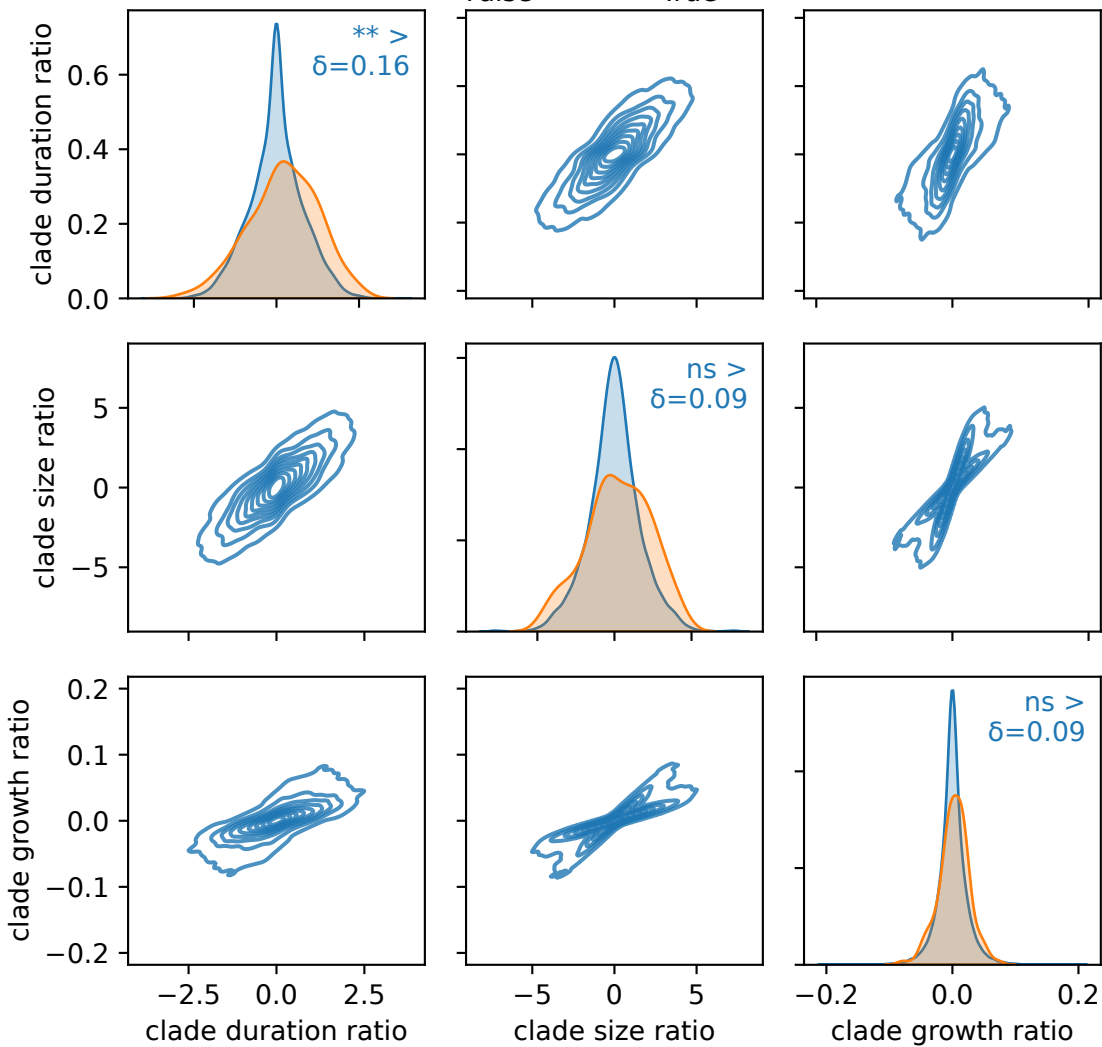 False True
clade duration ratio
0.6
0.4
0.2
0.0
** >
δ=0.16
clade size ratio
5
0
−5
ns >
δ=0.09
clade growth ratio
0.2
0.1
0.0
−0.1
−0.2
ns >
δ=0.09
−2.5 0.0 2.5
−5 0 5
−0.2 0.0 0.2
clade duration ratio
clade size ratio
clade growth ratio